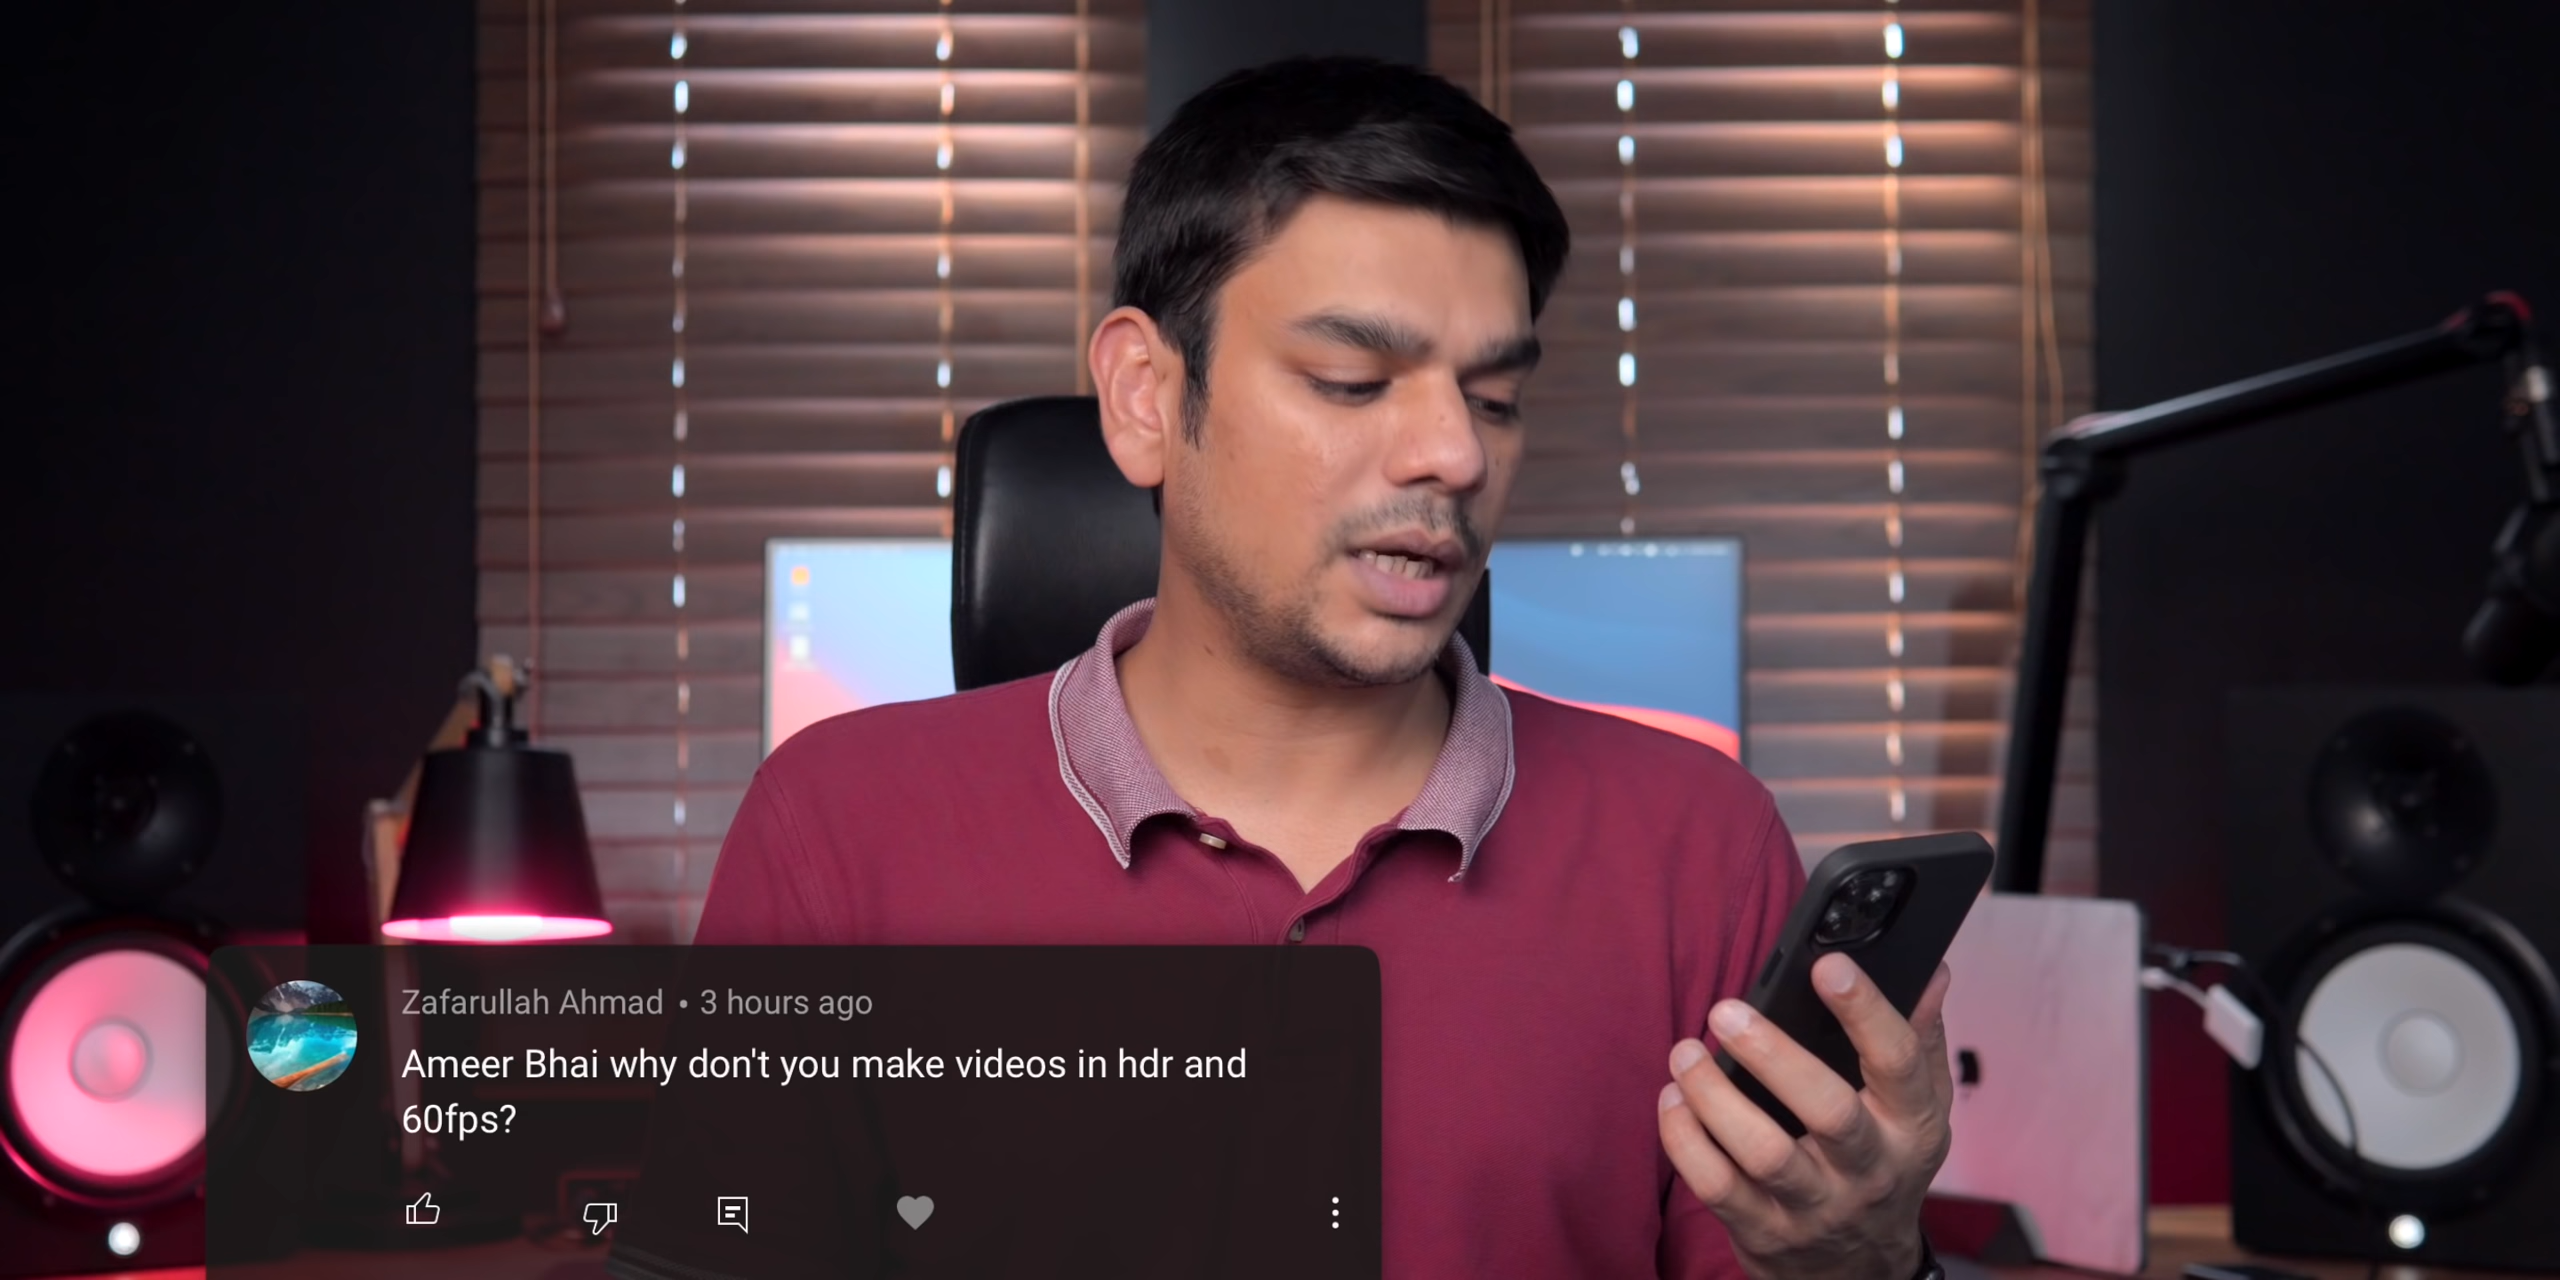 Zafarullah Ahmad • 3 hours ago
Ameer Bhai why don't you make videos in hdr and
60fps?